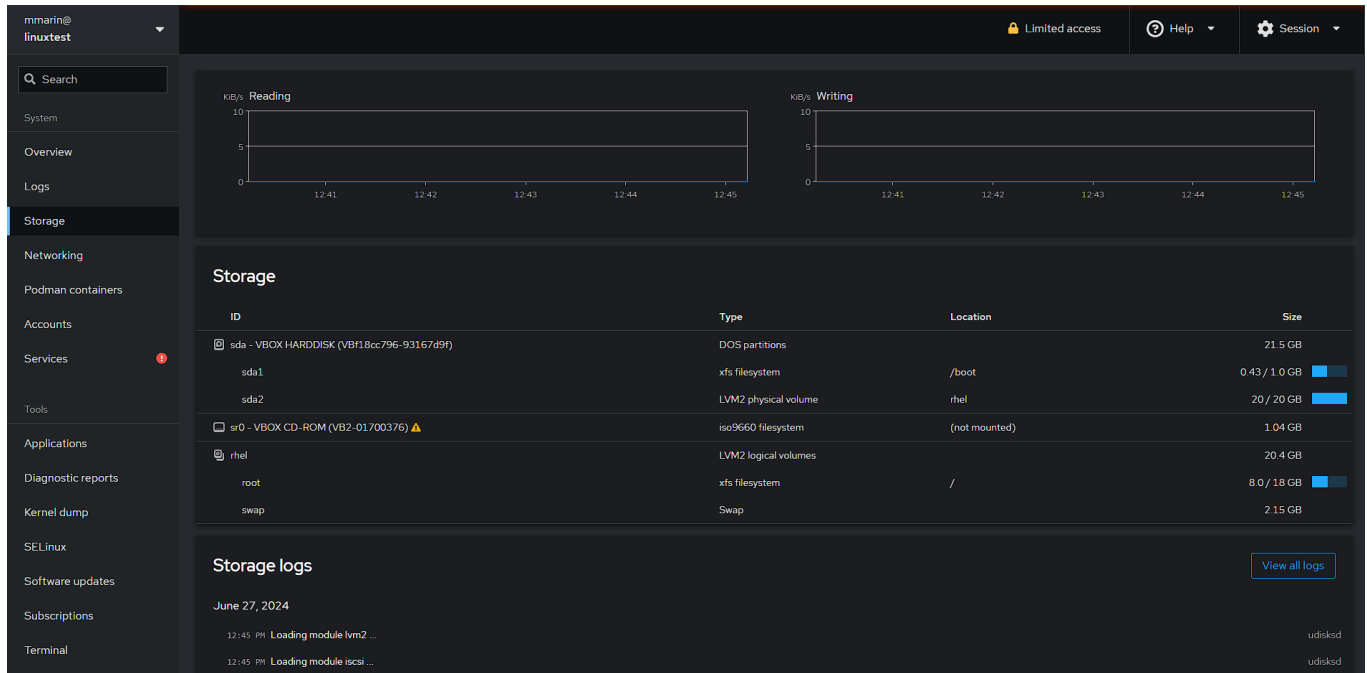 mmarin@
linuxtest
Limited access
Help
Session
Search
System
Overview
Logs
Storage
Networking
Podman containers
Accounts
Services
Tools
Applications
Diagnostic reports
Kernel dump
SELinux
Software updates
Subscriptions
Terminal
KiB/s Reading
10
5
0
12:41 12:42 12:43 12:44 12:45
KiB/s Writing
10
5
0
12:41 12:42 12:43 12:44 12:45
Storage
ID Type Location Size
sda - VBOX HARDDISK (VBf18cc796-93167d9f) DOS partitions 21.5 GB
sda1 xfs filesystem /boot 0.43 / 1.0 GB
sda2 LVM2 physical volume rhel 20 / 20 GB
sr0 - VBOX CD-ROM (VB2-01700376) iso9660 filesystem (not mounted) 1.04 GB
rhel LVM2 logical volumes 20.4 GB
root xfs filesystem / 8.0 / 18 GB
swap Swap 2.15 GB
Storage logs
View all logs
June 27, 2024
12:45 PM Loading module lvm2 ... udisksd
12:45 PM Loading module iscsi ... udisksd